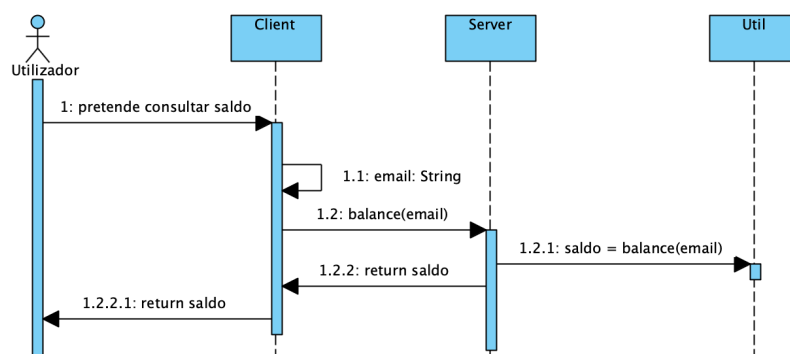 Client
Server
Util
Utilizador
1: pretende consultar saldo
1.1: email: String
1.2: balance(email)
1.2.1: saldo = balance(email)
1.2.2: return saldo
1.2.2.1: return saldo